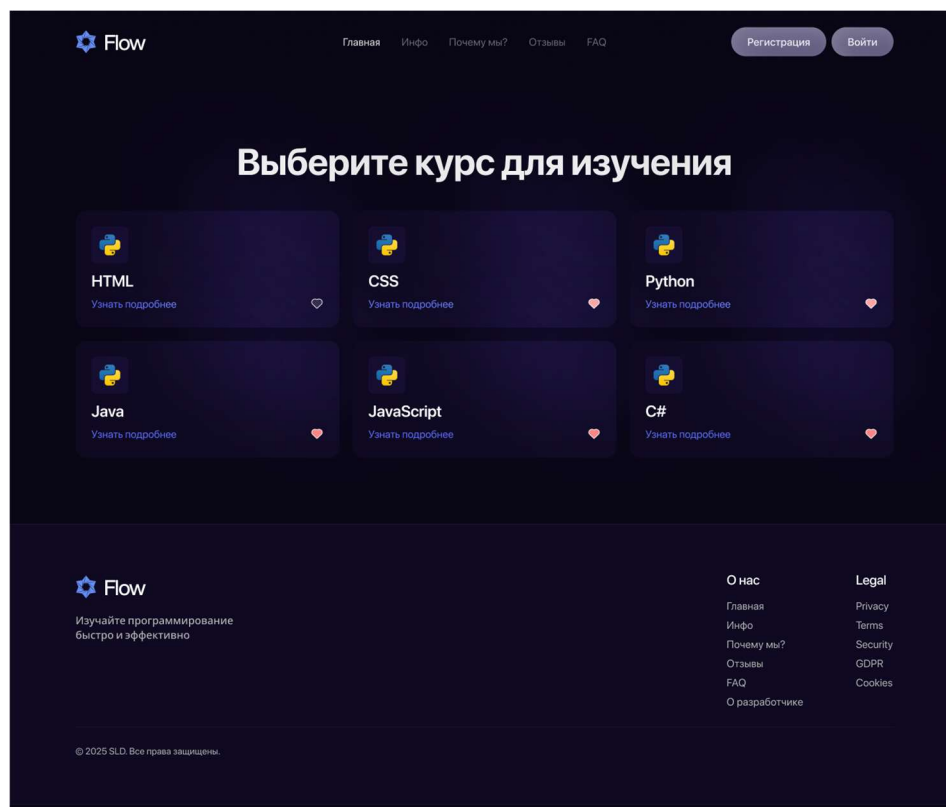 Flow
Главная Инфо Почему мы? Отзывы FAQ
Регистрация Войти
Выберите курс для изучения
HTML
Узнать подробнее
CSS
Узнать подробнее
Python
Узнать подробнее
Java
Узнать подробнее
JavaScript
Узнать подробнее
C#
Узнать подробнее
Flow
Изучайте программирование
быстро и эффективно
О нас
Главная
Инфо
Почему мы?
Отзывы
FAQ
О разработчике
Legal
Privacy
Terms
Security
GDPR
Cookies
© 2025 SLD. Все права защищены.